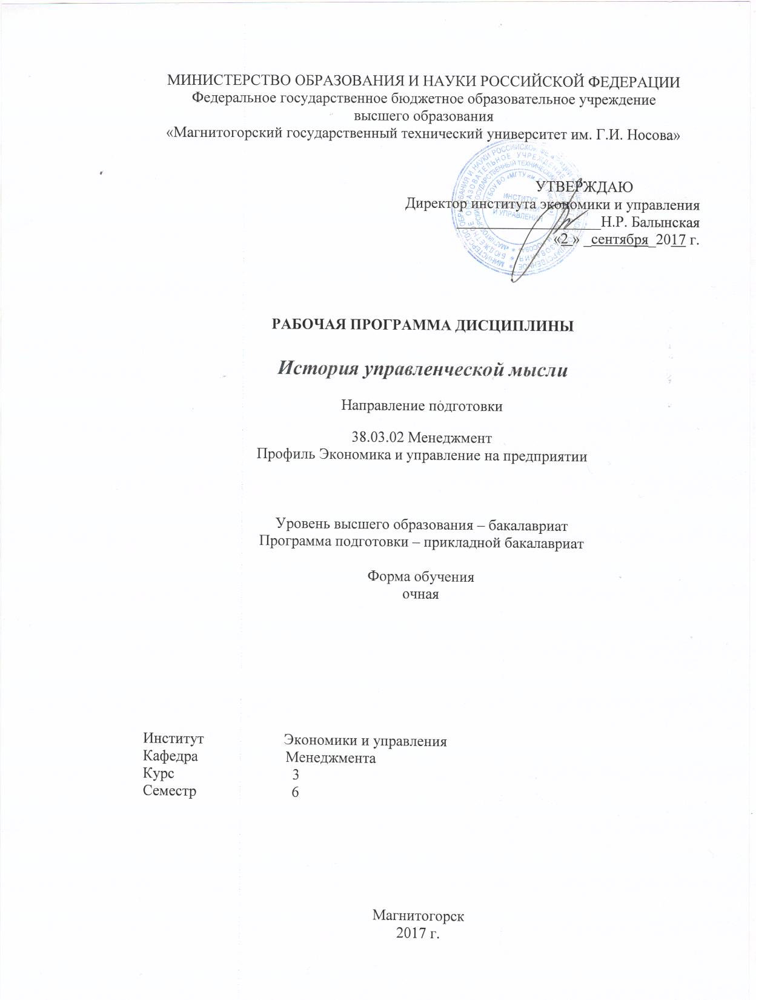 МИНИСТЕРСТВО ОБРАЗОВАНИЯ И НАУКИ РОССИЙСКОЙ ФЕДЕРАЦИИ
Федеральное государственное бюджетное образовательное учреждение
высшего образования
«Магнитогорский государственный технический университет им. Г.И. Носова»
УТВЕРЖДАЮ
Директор института экономики и управления
Н.Р. Балынская
«2» сентября 2017 г.
ИНСТИТУТ
И УПРАВЛЕНИЯ
РАБОЧАЯ ПРОГРАММА ДИСЦИПЛИНЫ
История управленческой мысли
Направление подготовки
38.03.02 Менеджмент
Профиль Экономика и управление на предприятии
Уровень высшего образования – бакалавриат
Программа подготовки – прикладной бакалавриат
Форма обучения
очная
Институт Экономики и управления
Кафедра Менеджмента
Курс 3
Семестр 6
Магнитогорск
2017 г.